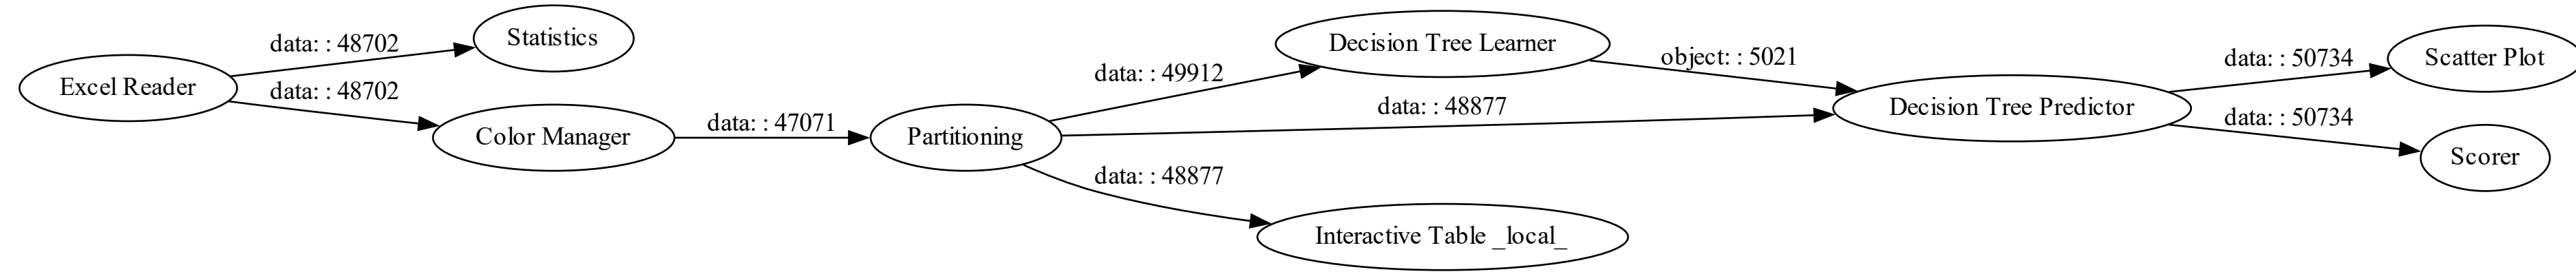 Excel Reader
data: : 48702
data: : 48702
Statistics
Color Manager
data: : 47071
Partitioning
data: : 49912
data: : 48877
data: : 48877
Decision Tree Learner
Interactive Table _local_
object: : 5021
Decision Tree Predictor
data: : 50734
data: : 50734
Scatter Plot
Scorer